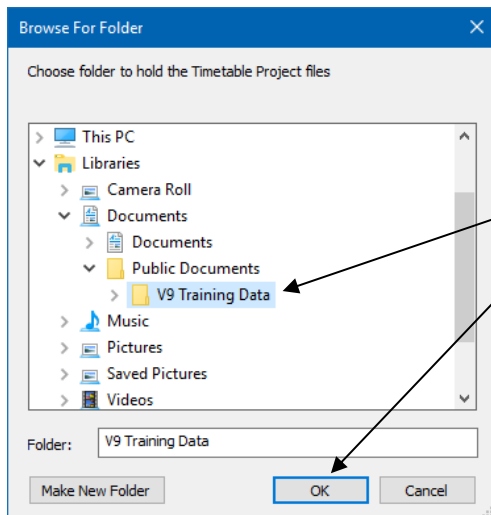 Browse For Folder
Choose folder to hold the Timetable Project files
This PC
Libraries
Camera Roll
Documents
Documents
Public Documents
V9 Training Data
Music
Pictures
Saved Pictures
Videos
Folder: V9 Training Data
Make New Folder OK Cancel